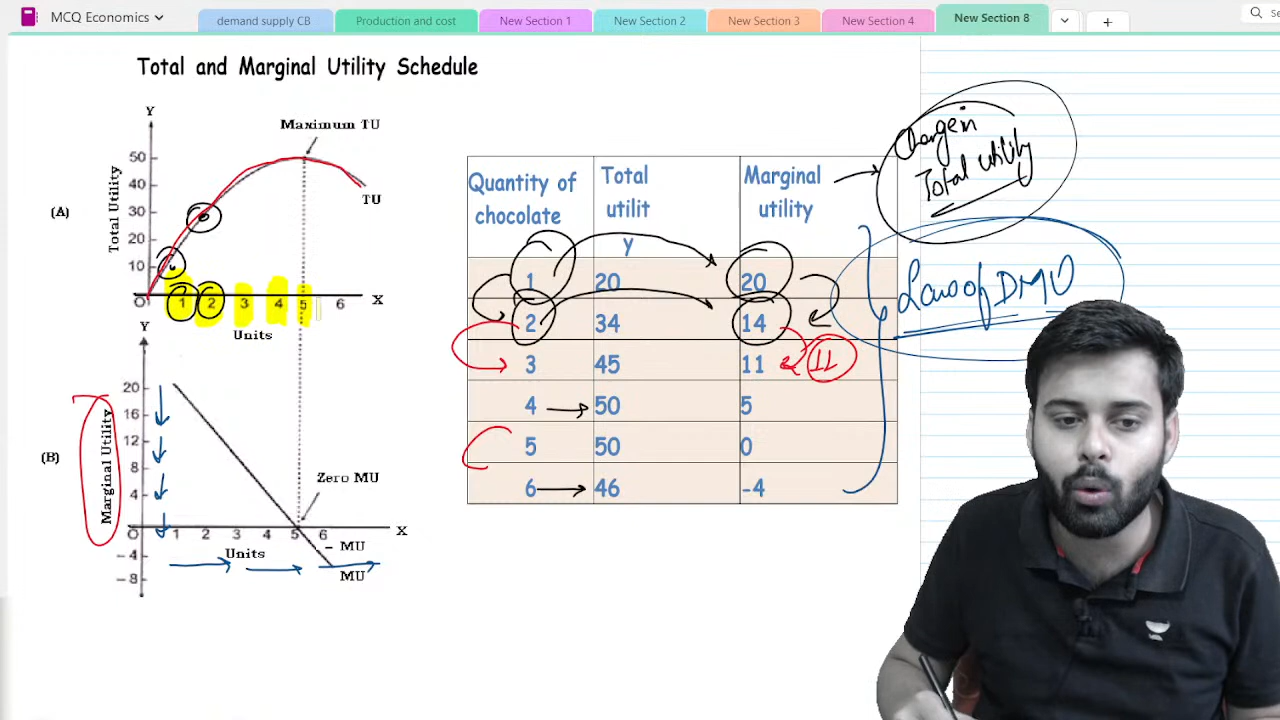 MCQ Economics
demand supply CB
Production and cost
New Section 1
New Section 2
New Section 3
New Section 4
New Section 8
+
Se
Total and Marginal Utility Schedule
Y
Maximum TU
50
40
30
20
10
Total Utility
(A)
TU
O 1 2 3 4 5 6 X
Units
Y
20
16
12
8
4
Marginal Utility
(B)
Zero MU
O 1 2 3 4 5 6 X
Units
– MU
–4
–8
MU
Quantity of chocolate Total utilit y Marginal utility
1 20 20
2 34 14
3 45 11
4 50 5
5 50 0
6 46 -4
11
Change in
Total utility
Law of DMU